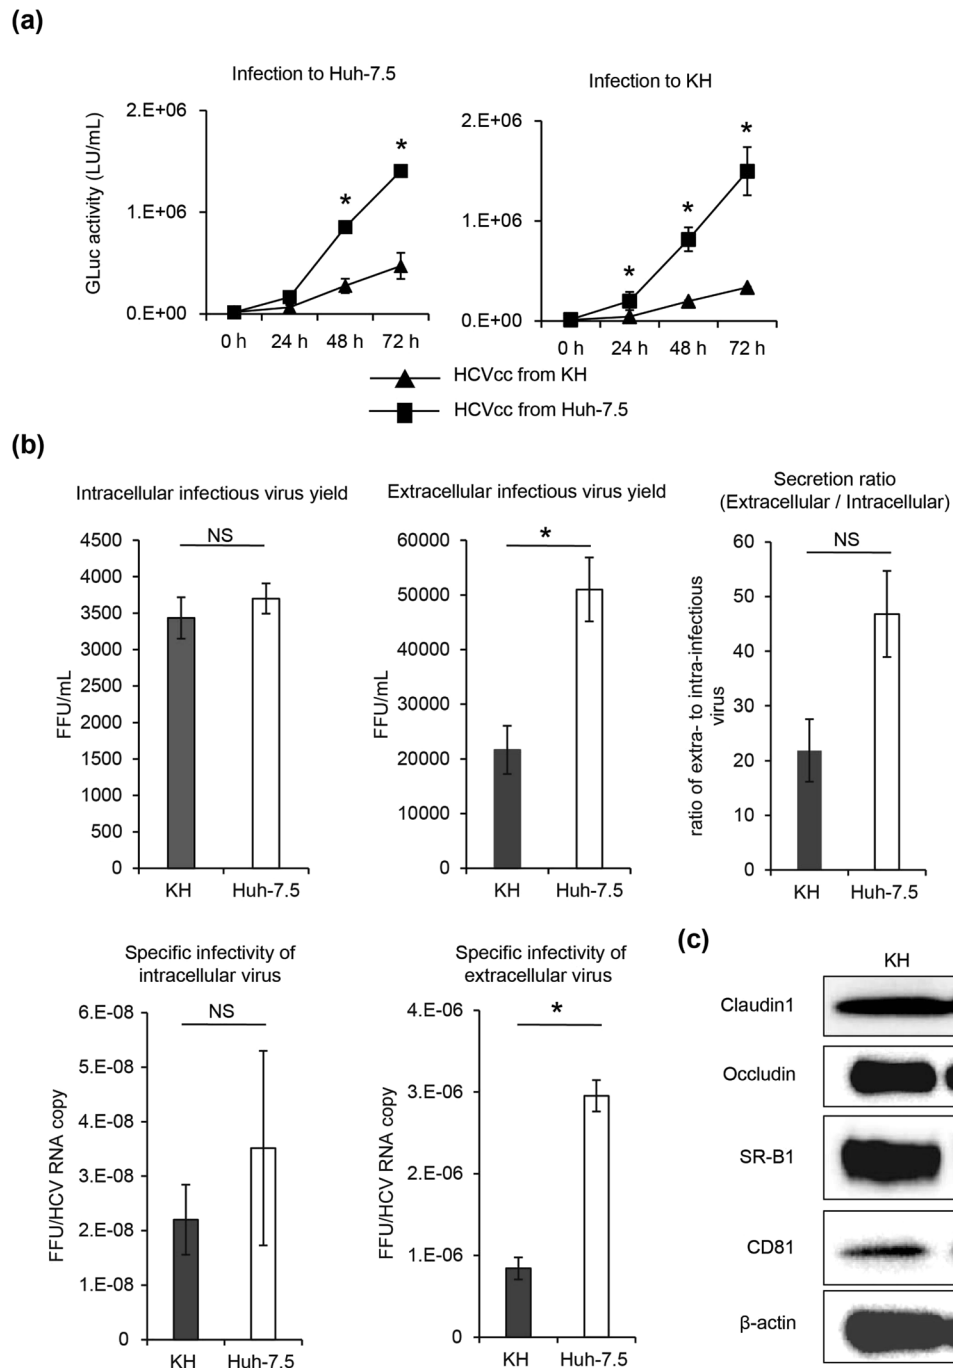 (a)
Infection to Huh-7.5
Infection to KH
GLuc activity (LU/mL)
2.E+06
1.E+06
0.E+00
0 h 24 h 48 h 72 h
* *
2.E+06
1.E+06
0.E+00
0 h 24 h 48 h 72 h
* * *
HCVcc from KH
HCVcc from Huh-7.5
(b)
Intracellular infectious virus yield
NS
FFU/mL
4500
4000
3500
3000
2500
2000
1500
1000
500
0
KH Huh-7.5
Extracellular infectious virus yield
*
FFU/mL
60000
50000
40000
30000
20000
10000
0
KH Huh-7.5
Secretion ratio
(Extracellular / Intracellular)
NS
ratio of extra- to intra-infectious
virus
60
50
40
30
20
10
0
KH Huh-7.5
Specific infectivity of
intracellular virus
NS
FFU/HCV RNA copy
6.E-08
5.E-08
4.E-08
3.E-08
2.E-08
1.E-08
0
KH Huh-7.5
Specific infectivity of
extracellular virus
*
FFU/HCV RNA copy
4.E-06
3.E-06
2.E-06
1.E-06
0
KH Huh-7.5
(c)
KH
Claudin1
Occludin
SR-B1
CD81
β-actin